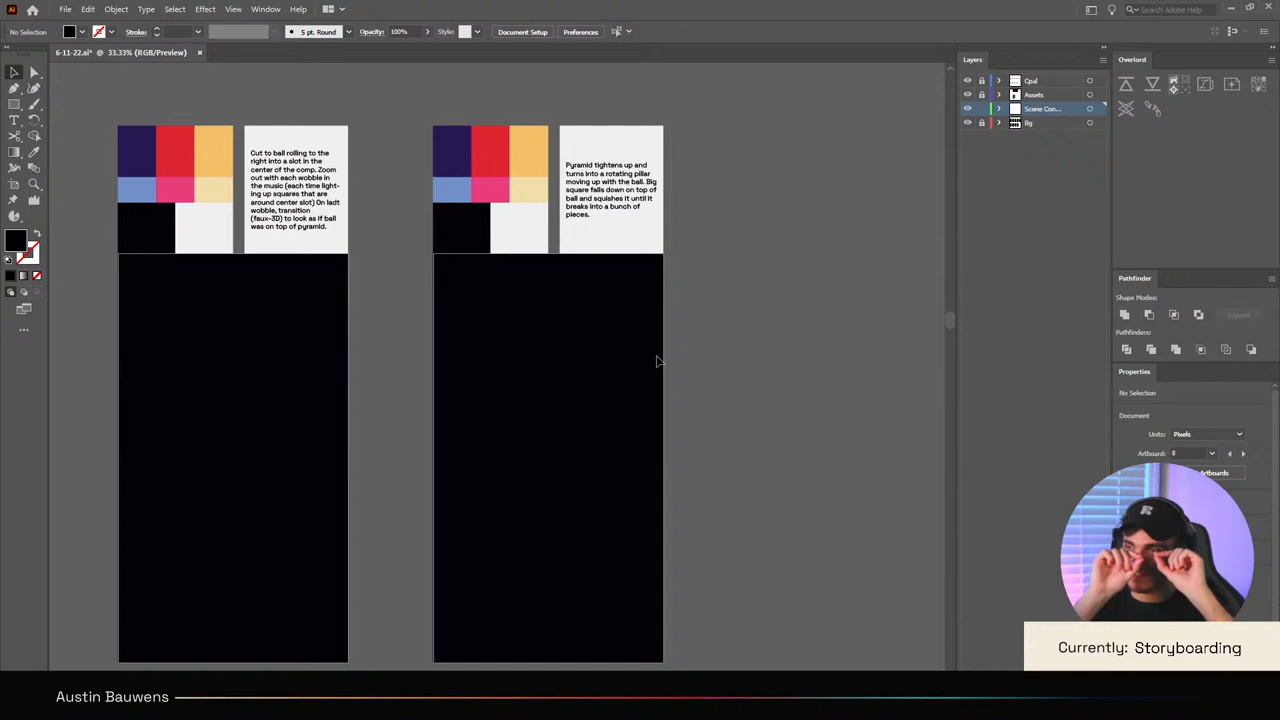 Ai File Edit Object Type Select Effect View Window Help Search Adobe Help
No Selection Stroke: 5 pt. Round Opacity: 100% Style: Document Setup Preferences
6-11-22.ai* @ 33.33% (RGB/Preview)
Cut to ball rolling to the
right into a slot in the
center of the comp. Zoom
out with each wobble in
the music (each time light-
ing up squares that are
around center slot) On ladt
wobble, transition
(faux-3D) to look as if ball
was on top of pyramid.
Pyramid tightens up and
turns into a rotating pillar
moving up with the ball. Big
square falls down on top of
ball and squishes it until it
breaks into a bunch of
pieces.
Layers
Cpal
Assets
Scene Con...
Bg
Overlord
Pathfinder
Shape Modes:
Expand
Pathfinders:
Properties
No Selection
Document
Units: Pixels
Artboard: 8
Artboards
Currently: Storyboarding
Austin Bauwens